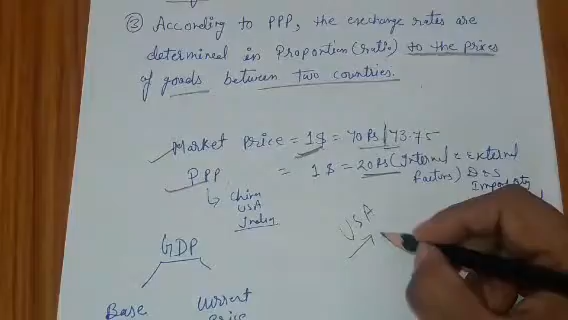 ③ According to PPP, the exchange rates are
determined in Proportion (ratio) to the prices
of goods between two countries.
Market price = 1$ = 70 Rs / 73.75
PPP = 1$ = 20 Rs (Internal & External
Factors) D & S
China
USA
India
USA
GDP
Base
Current
Price